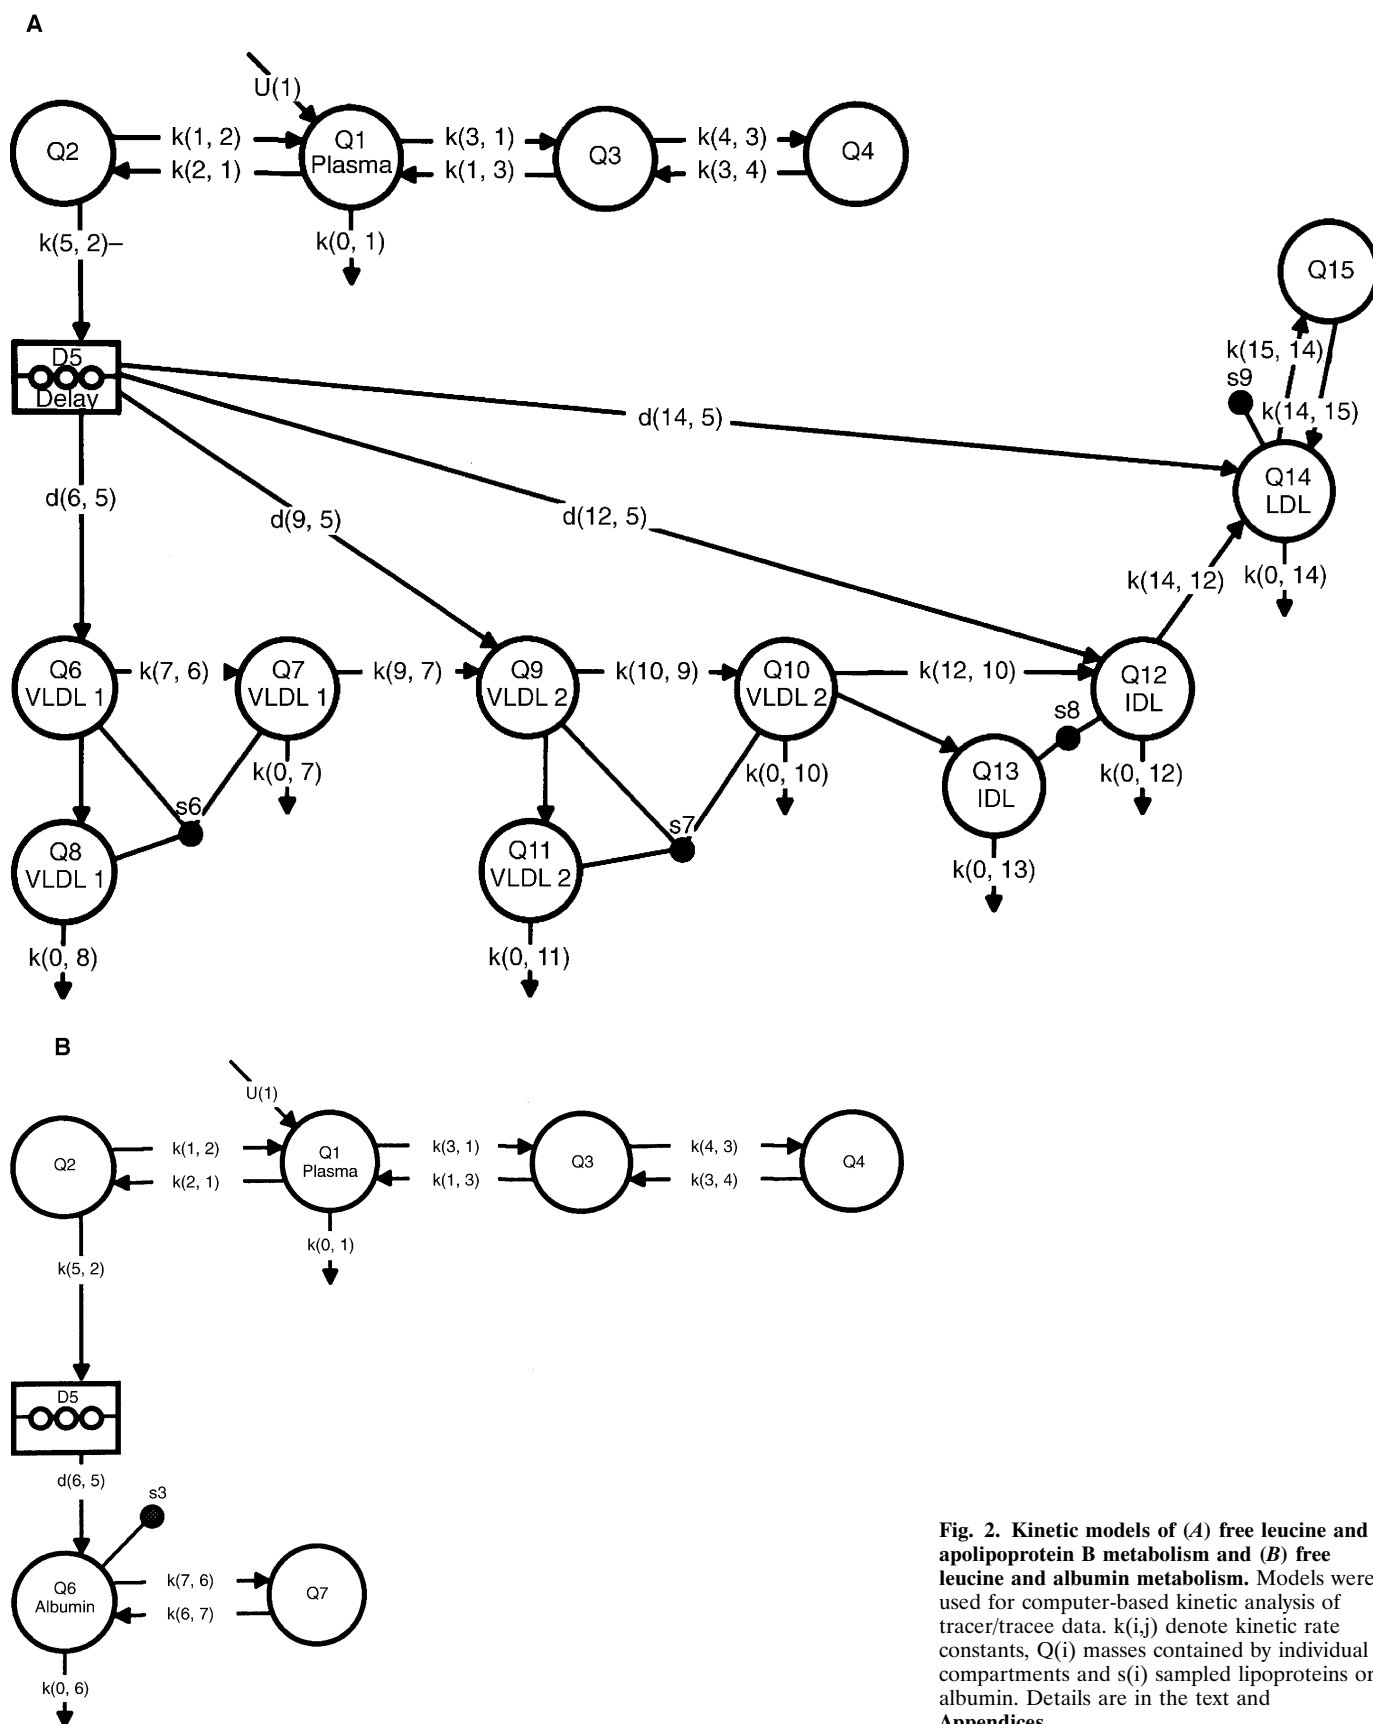 A
U(1)
Q2
k(1, 2)
k(2, 1)
Q1
Plasma
k(3, 1)
k(1, 3)
Q3
k(4, 3)
k(3, 4)
Q4
k(5, 2)–
k(0, 1)
Q15
D5
Delay
k(15, 14)
s9
k(14, 15)
d(14, 5)
Q14
LDL
d(6, 5)
d(9, 5)
d(12, 5)
k(14, 12)
k(0, 14)
Q6
VLDL 1
k(7, 6)
Q7
VLDL 1
k(9, 7)
Q9
VLDL 2
k(10, 9)
Q10
VLDL 2
k(12, 10)
Q12
IDL
s8
k(0, 7)
k(0, 10)
Q13
IDL
k(0, 12)
s6
s7
Q8
VLDL 1
Q11
VLDL 2
k(0, 13)
k(0, 8)
k(0, 11)
B
U(1)
Q2
k(1, 2)
k(2, 1)
Q1
Plasma
k(3, 1)
k(1, 3)
Q3
k(4, 3)
k(3, 4)
Q4
k(0, 1)
k(5, 2)
D5
d(6, 5)
s3
Q6
Albumin
k(7, 6)
k(6, 7)
Q7
k(0, 6)
Fig. 2. Kinetic models of (A) free leucine and
apolipoprotein B metabolism and (B) free
leucine and albumin metabolism. Models were
used for computer-based kinetic analysis of
tracer/tracee data. k(i,j) denote kinetic rate
constants, Q(i) masses contained by individual
compartments and s(i) sampled lipoproteins or
albumin. Details are in the text and
Appendices